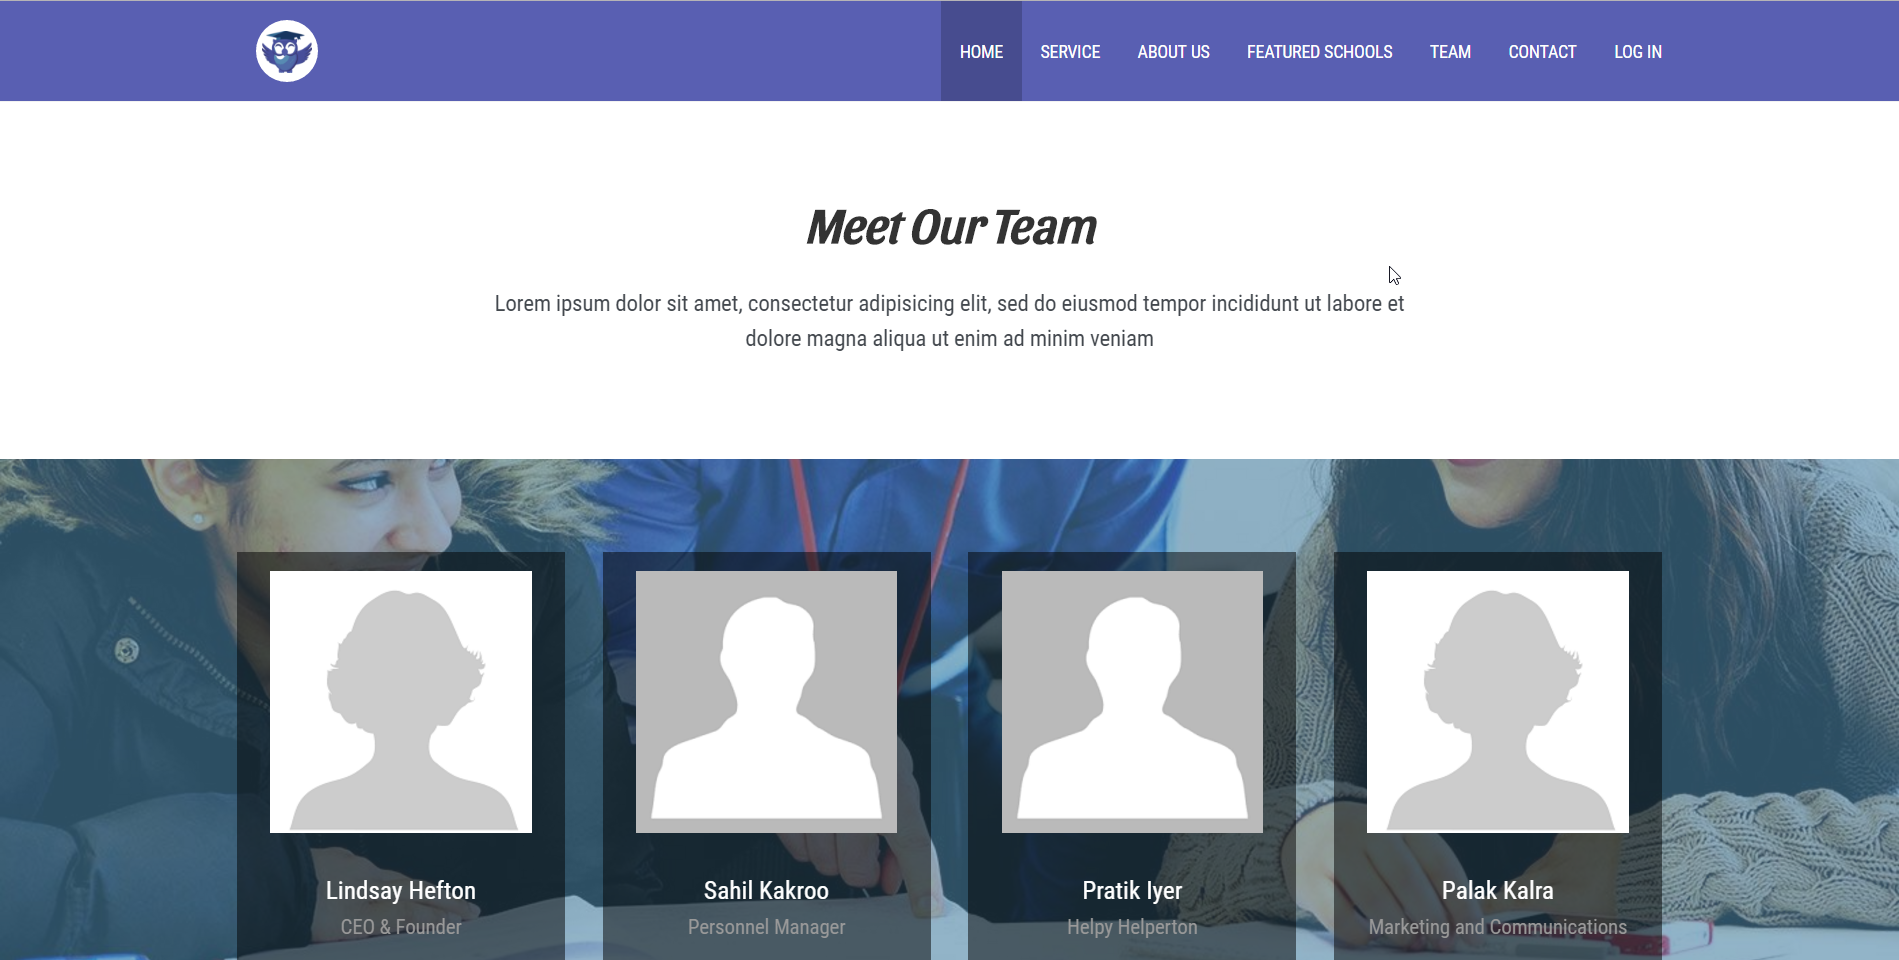 HOME SERVICE ABOUT US FEATURED SCHOOLS TEAM CONTACT LOG IN
Meet Our Team
Lorem ipsum dolor sit amet, consectetur adipisicing elit, sed do eiusmod tempor incididunt ut labore et
dolore magna aliqua ut enim ad minim veniam
Lindsay Hefton
CEO & Founder
Sahil Kakroo
Personnel Manager
Pratik Iyer
Helpy Helperton
Palak Kalra
Marketing and Communications